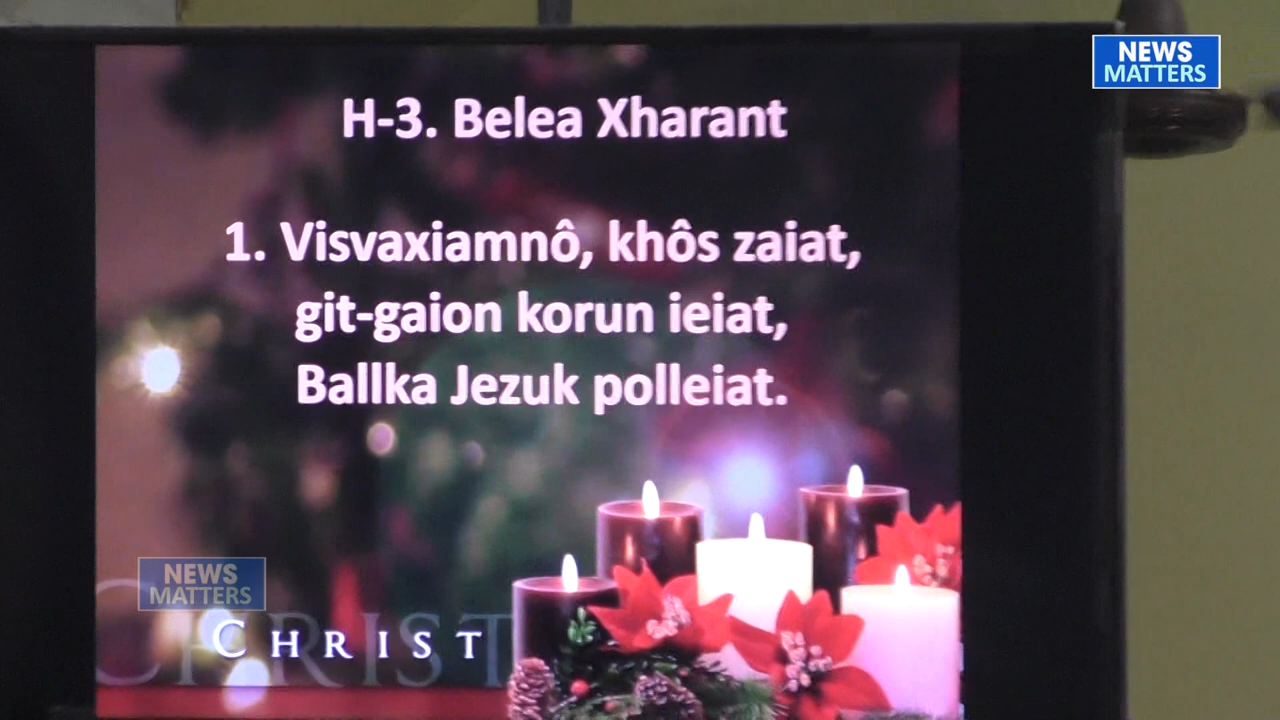 NEWS
MATTERS
H-3. Belea Xharant
1. Visvaxiamnô, khôs zaiat,
git-gaion korun ieiat,
Ballka Jezuk polleiat.
NEWS
MATTERS
CHRIST
CHRIST